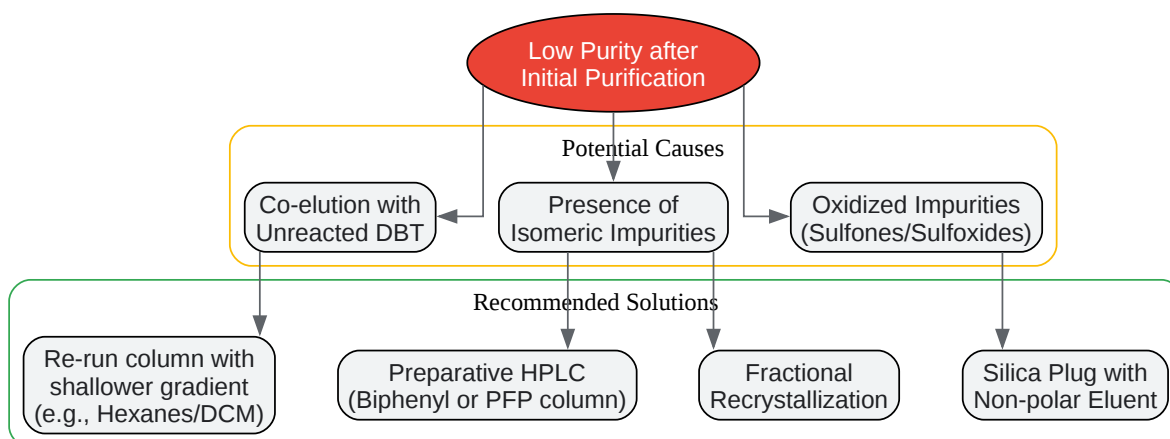 Low Purity after
Initial Purification
Potential Causes
Co-elution with
Unreacted DBT
Presence of
Isomeric Impurities
Oxidized Impurities
(Sulfones/Sulfoxides)
Recommended Solutions
Re-run column with
shallower gradient
(e.g., Hexanes/DCM)
Preparative HPLC
(Biphenyl or PFP column)
Fractional
Recrystallization
Silica Plug with
Non-polar Eluent